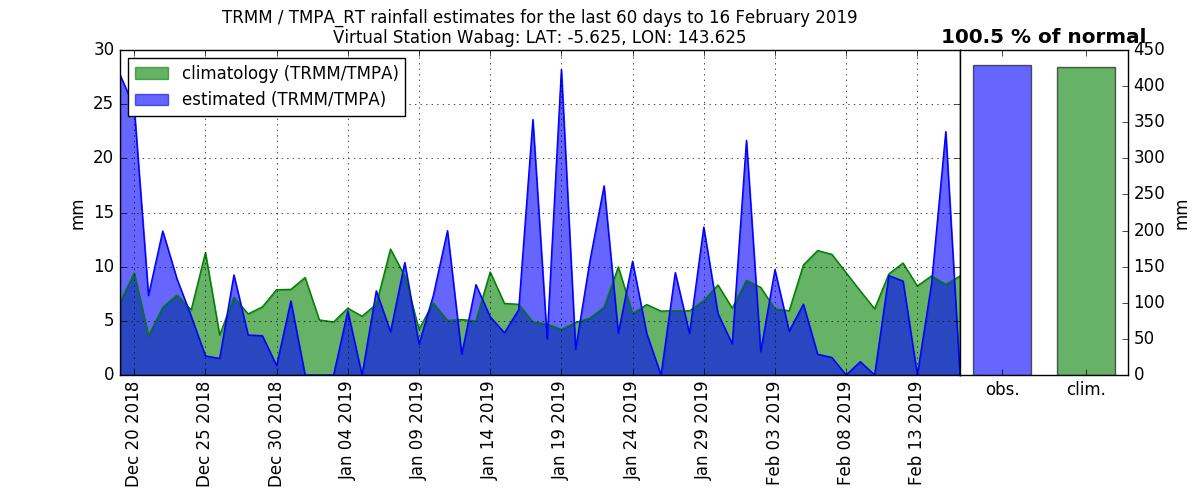 TRMM / TMPA_RT rainfall estimates for the last 60 days to 16 February 2019
Virtual Station Wabag: LAT: -5.625, LON: 143.625
100.5 % of normal
climatology (TRMM/TMPA)
estimated (TRMM/TMPA)
30
25
20
15
10
5
0
mm
Dec 20 2018
Dec 25 2018
Dec 30 2018
Jan 04 2019
Jan 09 2019
Jan 14 2019
Jan 19 2019
Jan 24 2019
Jan 29 2019
Feb 03 2019
Feb 08 2019
Feb 13 2019
obs.
clim.
450
400
350
300
250
200
150
100
50
0
mm